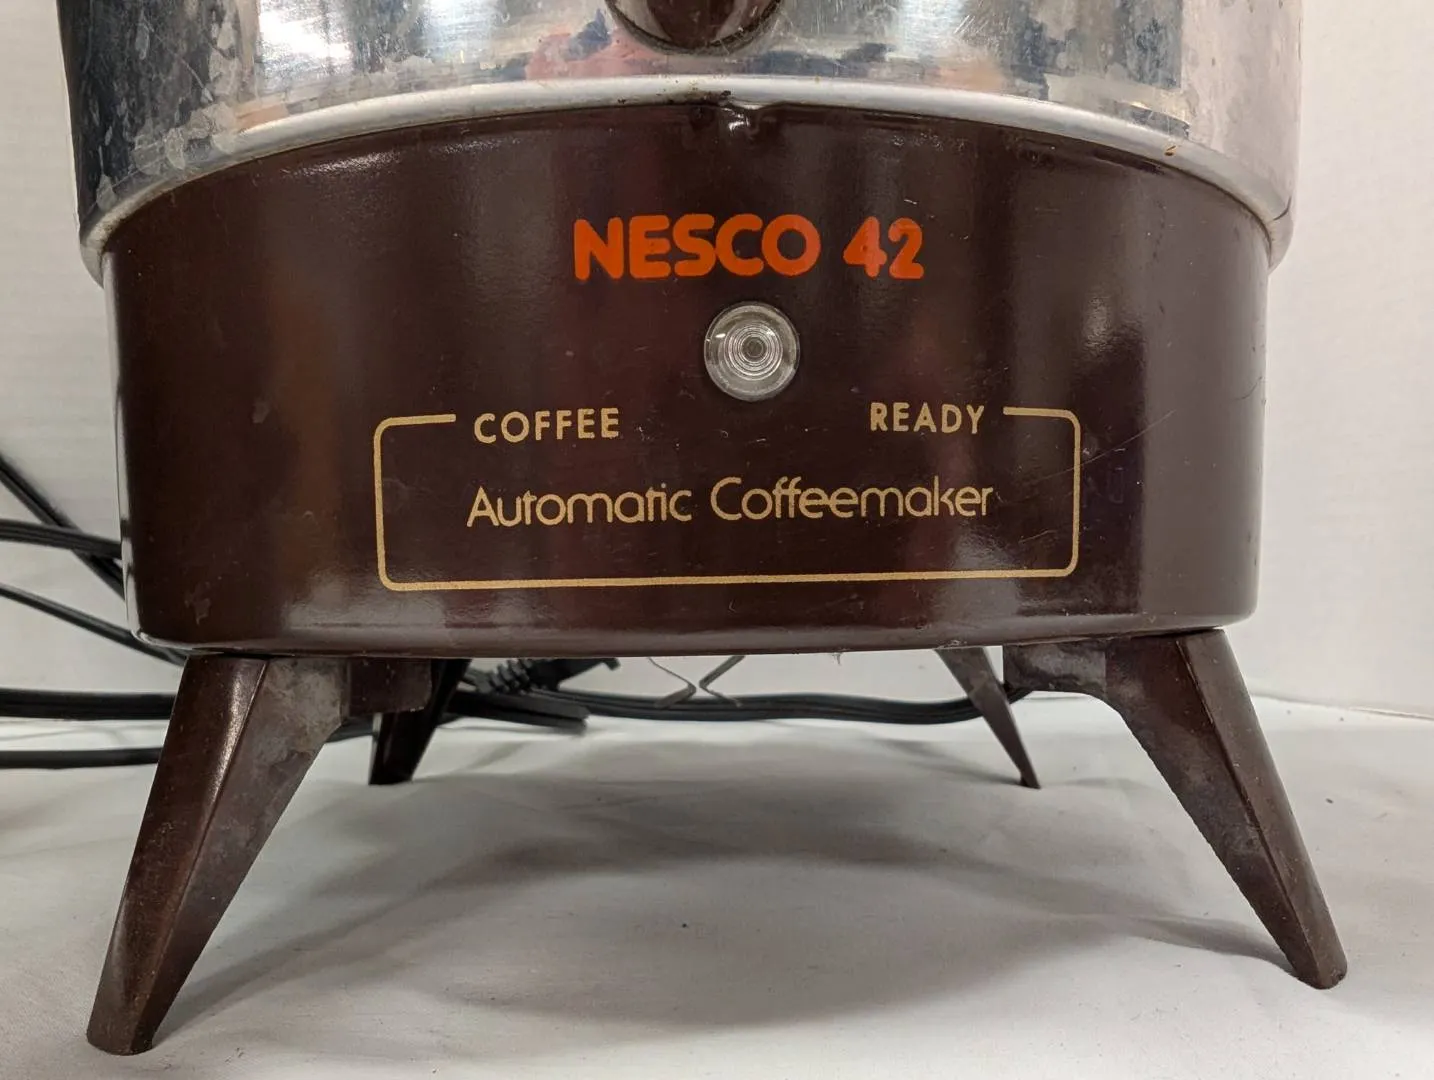 NESCO 42
COFFEE READY
Automatic Coffeemaker